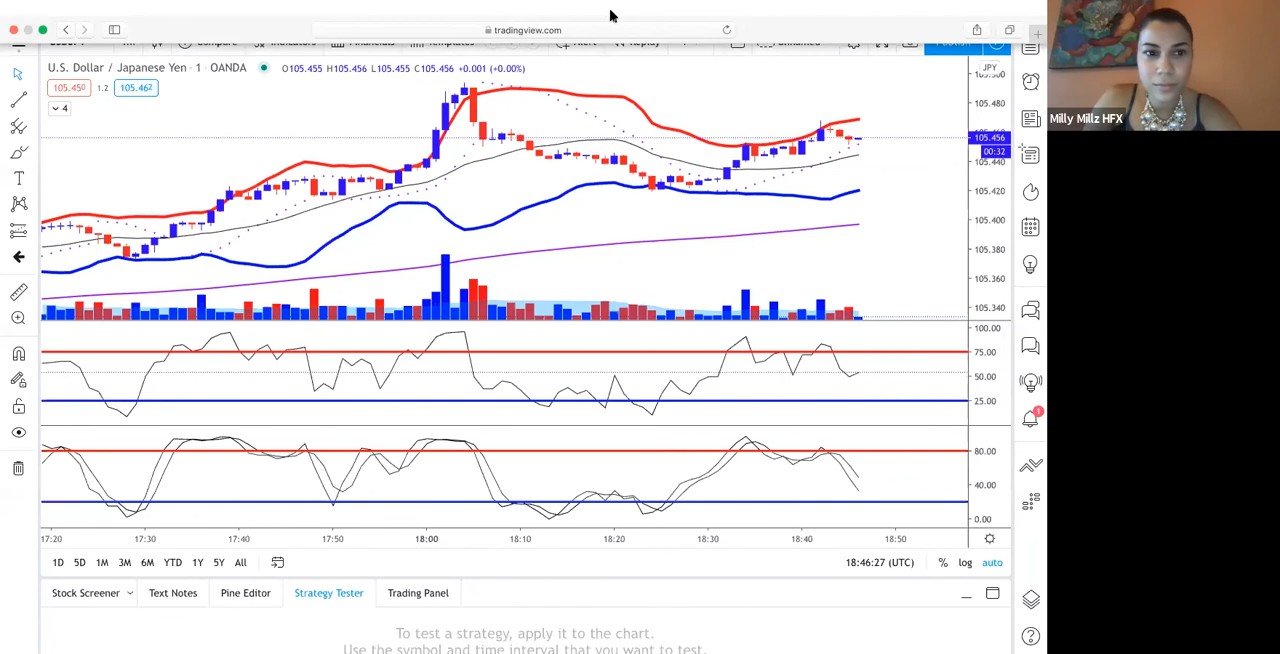 tradingview.com
U.S. Dollar / Japanese Yen · 1 · OANDA O105.455 H105.456 L105.455 C105.456 +0.001 (+0.00%)
105.450 1.2 105.462
4
JPY
105.480
105.456
00:32
105.440
105.420
105.400
105.380
105.360
105.340
100.00
75.00
50.00
25.00
80.00
40.00
0.00
17:20 17:30 17:40 17:50 18:00 18:10 18:20 18:30 18:40 18:50
1D 5D 1M 3M 6M YTD 1Y 5Y All 18:46:27 (UTC) % log auto
Stock Screener Text Notes Pine Editor Strategy Tester Trading Panel
To test a strategy, apply it to the chart.
Use the symbol and time interval that you want to test.
Milly Millz HFX
1